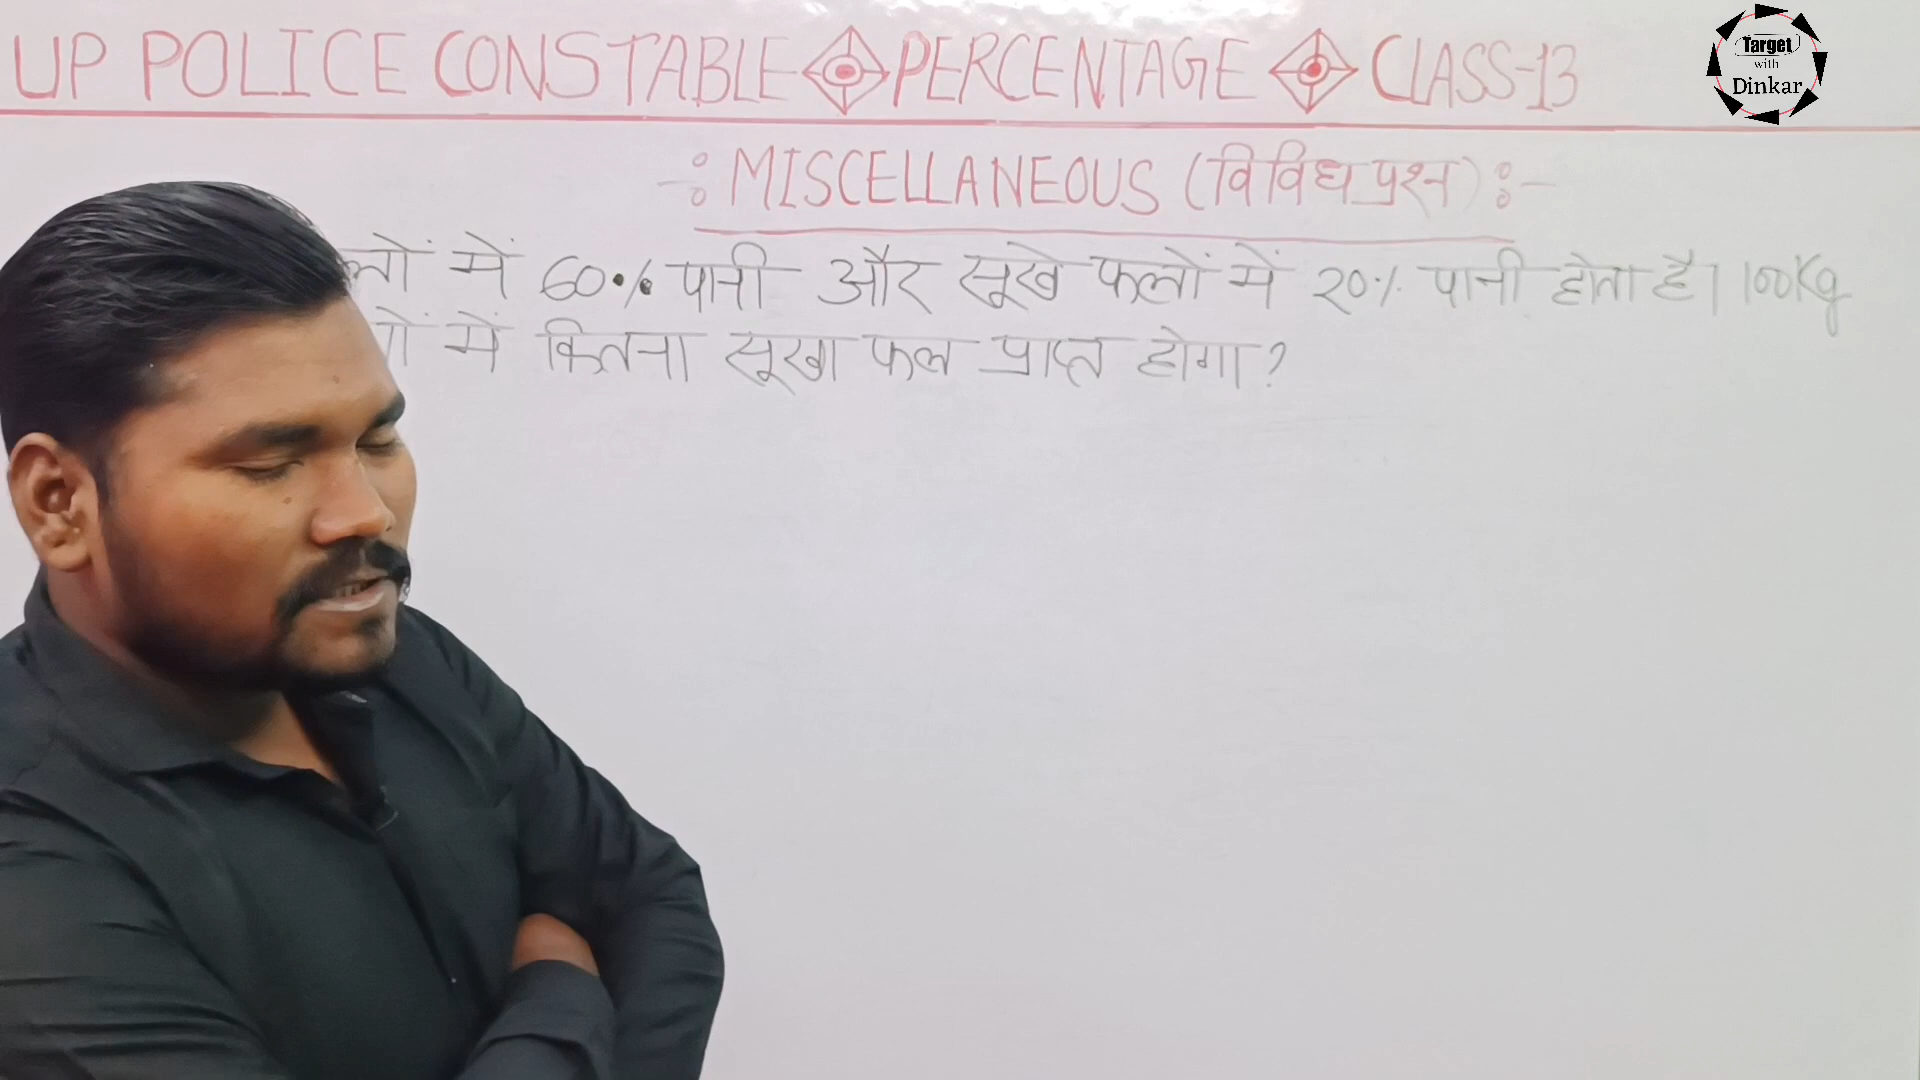 UP POLICE CONSTABLE PERCENTAGE CLASS-13
Target
with
Dinkar
-: MISCELLANEOUS (विविध प्रश्न) :-
में 60% पानी और सूखे फलों में 20% पानी होता है। 100Kg
में कितना सूखा फल प्राप्त होगा?